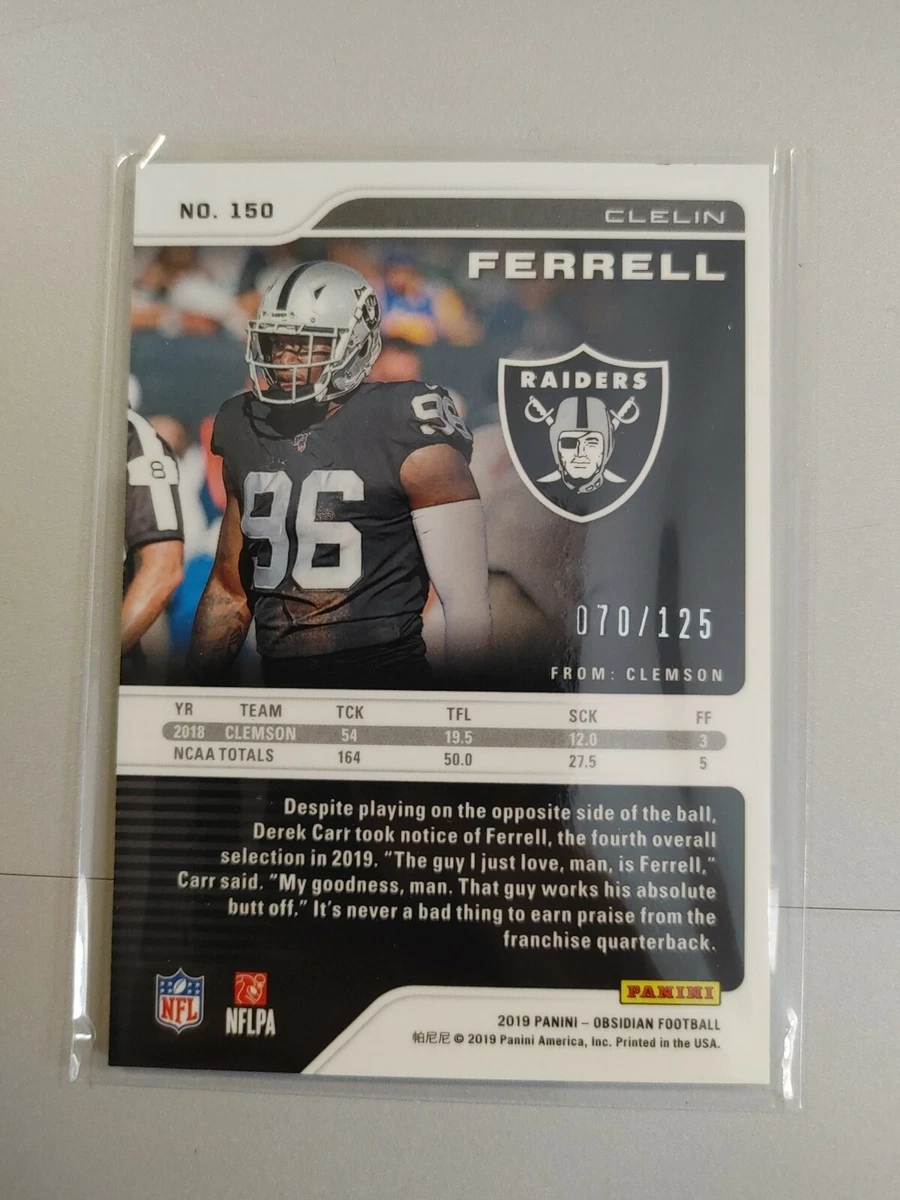 NO. 150
CLELIN
FERRELL
RAIDERS
8
96
96
070/125
FROM: CLEMSON
YR TEAM TCK TFL SCK FF
2018 CLEMSON 54 19.5 12.0 3
NCAA TOTALS 164 50.0 27.5 5
Despite playing on the opposite side of the ball,
Derek Carr took notice of Ferrell, the fourth overall
selection in 2019. “The guy I just love, man, is Ferrell,”
Carr said. “My goodness, man. That guy works his absolute
butt off.” It’s never a bad thing to earn praise from the
franchise quarterback.
NFL
NFLPA
PANINI
2019 PANINI – OBSIDIAN FOOTBALL
帕尼尼 © 2019 Panini America, Inc. Printed in the USA.